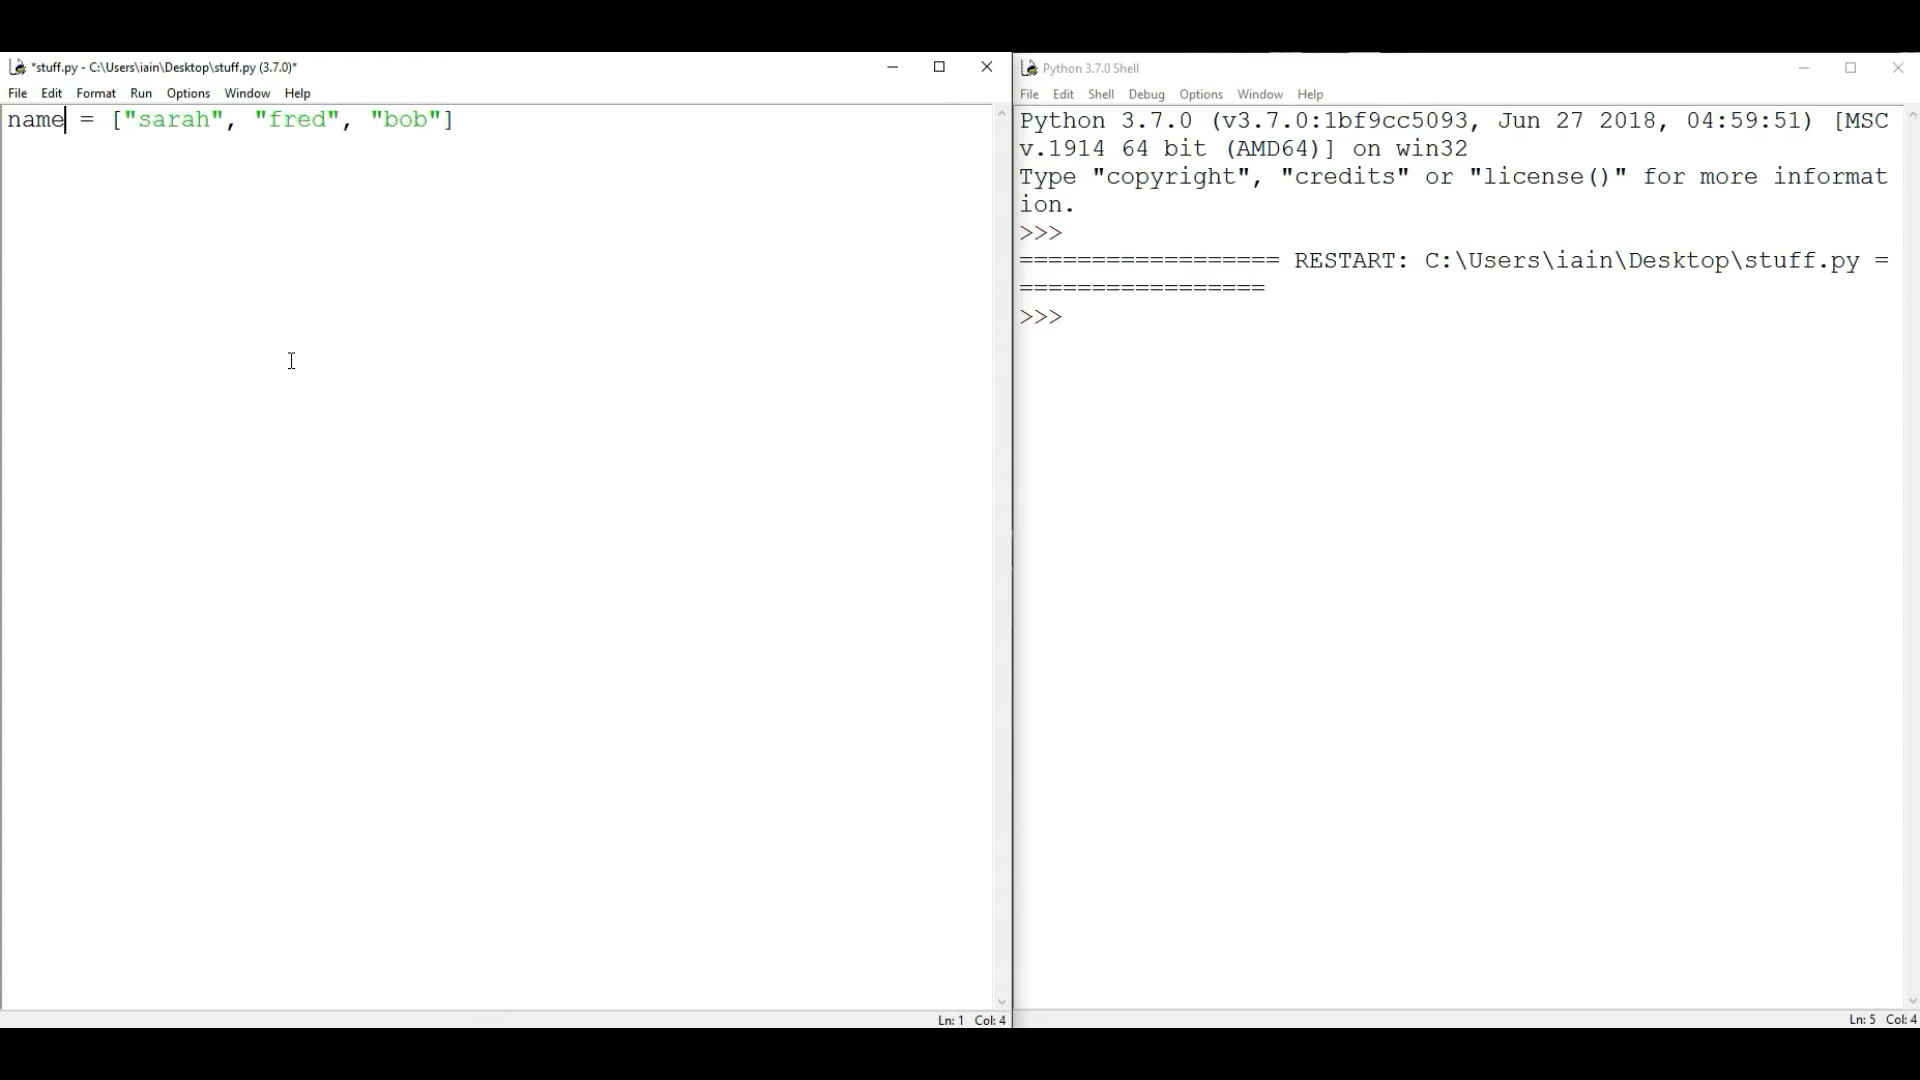 *stuff.py - C:\Users\iain\Desktop\stuff.py (3.7.0)*
File Edit Format Run Options Window Help
name = ["sarah", "fred", "bob"]
Ln: 1 Col: 4
Python 3.7.0 Shell
File Edit Shell Debug Options Window Help
Python 3.7.0 (v3.7.0:1bf9cc5093, Jun 27 2018, 04:59:51) [MSC
v.1914 64 bit (AMD64)] on win32
Type "copyright", "credits" or "license()" for more informat
ion.
>>>
================== RESTART: C:\Users\iain\Desktop\stuff.py =
=================
>>>
Ln: 5 Col: 4